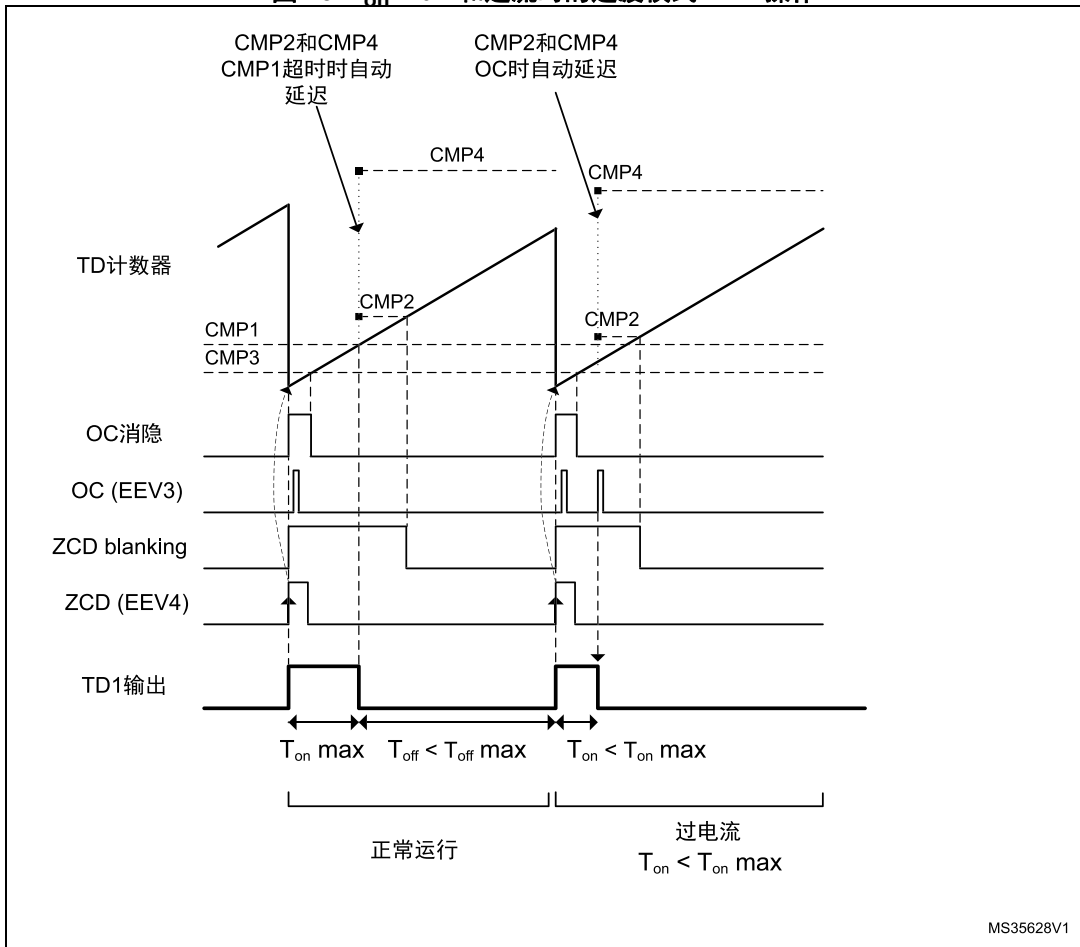 CMP2和CMP4
CMP1超时时自动
延迟
CMP2和CMP4
OC时自动延迟
CMP4
CMP4
TD计数器
CMP2
CMP2
CMP1
CMP3
OC消隐
OC (EEV3)
ZCD blanking
ZCD (EEV4)
TD1输出
Ton max
Toff < Toff max
Ton < Ton max
正常运行
过电流
Ton < Ton max
MS35628V1